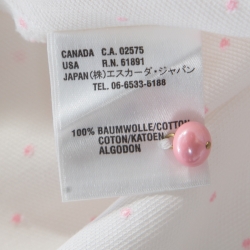 CANADA C.A. 02575
USA R.N. 61891
JAPAN(株)エスカーダ・ジャパン
TEL. 06-6533-6188
100% BAUMWOLLE/COTTON
COTON/KATOEN
ALGODON